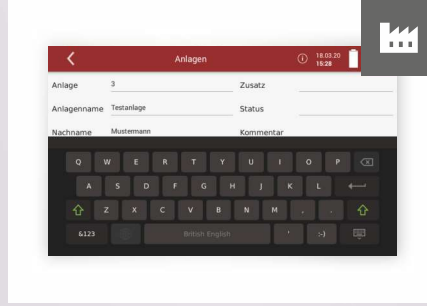 Anlagen
18.03.20
15:28
Anlage 3 Zusatz
Anlagenname Testanlage Status
Nachname Mustermann Kommentar
Q W E R T Y U I O P
A S D F G H J K L
Z X C V B N M , .
&123 British English ' :-)